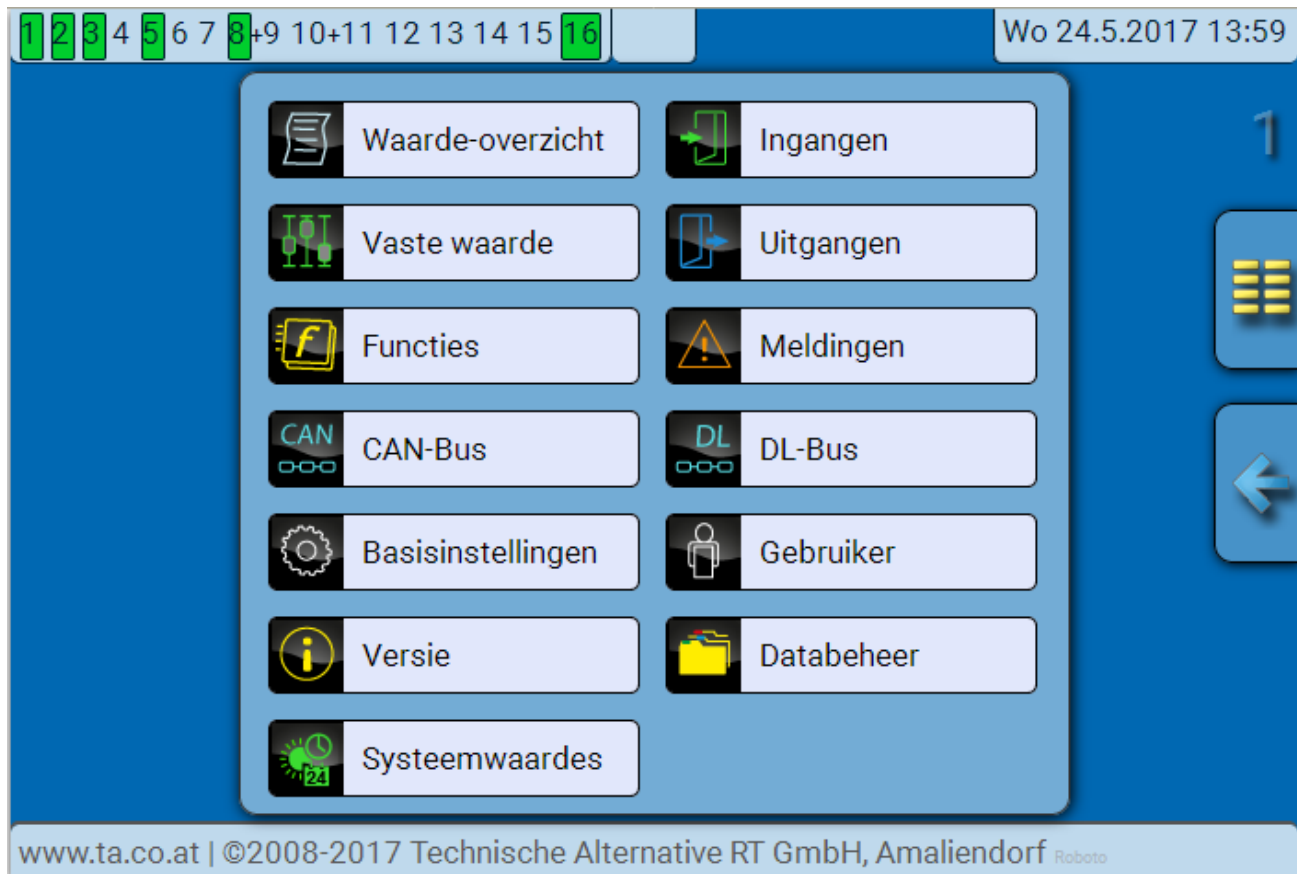 1 2 3 4 5 6 7 8+9 10+11 12 13 14 15 16
Wo 24.5.2017 13:59
1
Waarde-overzicht
Ingangen
Vaste waarde
Uitgangen
f Functies
Meldingen
CAN CAN-Bus
DL DL-Bus
Basisinstellingen
Gebruiker
i Versie
Databeheer
24 Systeemwaardes
www.ta.co.at | ©2008-2017 Technische Alternative RT GmbH, Amaliendorf Roboto